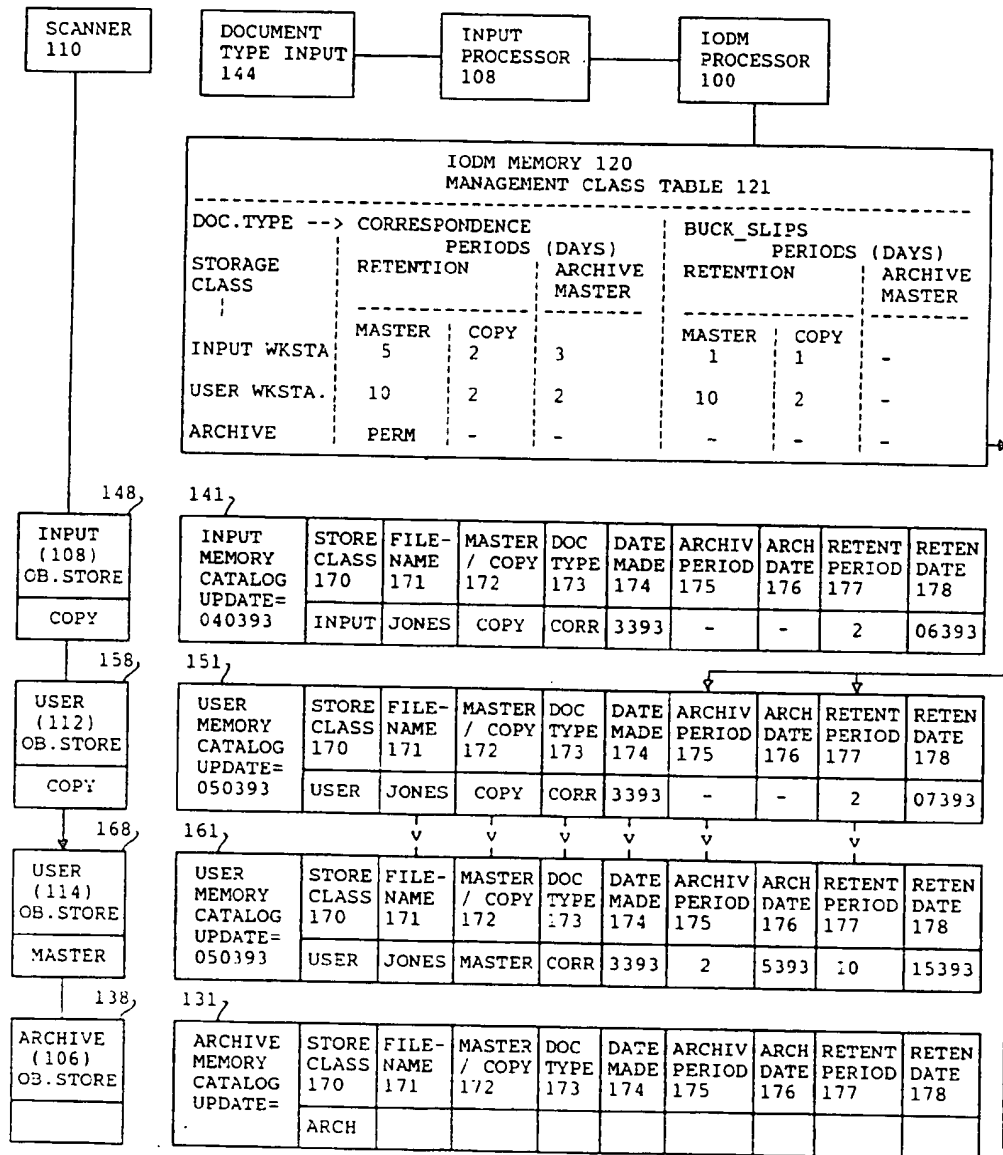 SCANNER
110
DOCUMENT
TYPE INPUT
144
INPUT
PROCESSOR
108
IODM
PROCESSOR
100
IODM MEMORY 120
MANAGEMENT CLASS TABLE 121
DOC.TYPE --> CORRESPONDENCE BUCK_SLIPS
PERIODS (DAYS) PERIODS (DAYS)
STORAGE RETENTION ARCHIVE RETENTION ARCHIVE
CLASS MASTER MASTER
MASTER COPY MASTER COPY
INPUT WKSTA 5 2 3 1 1 -
USER WKSTA. 10 2 2 10 2 -
ARCHIVE PERM - - - - -
148
INPUT
(108)
OB.STORE
COPY
141
INPUT STORE FILE- MASTER DOC DATE ARCHIV ARCH RETENT RETEN
MEMORY CLASS NAME / COPY TYPE MADE PERIOD DATE PERIOD DATE
CATALOG 170 171 172 173 174 175 176 177 178
UPDATE=
040393 INPUT JONES COPY CORR 3393 - - 2 06393
158
USER
(112)
OB.STORE
COPY
151
USER STORE FILE- MASTER DOC DATE ARCHIV ARCH RETENT RETEN
MEMORY CLASS NAME / COPY TYPE MADE PERIOD DATE PERIOD DATE
CATALOG 170 171 172 173 174 175 176 177 178
UPDATE=
050393 USER JONES COPY CORR 3393 - - 2 07393
168
USER
(114)
OB.STORE
MASTER
161
USER STORE FILE- MASTER DOC DATE ARCHIV ARCH RETENT RETEN
MEMORY CLASS NAME / COPY TYPE MADE PERIOD DATE PERIOD DATE
CATALOG 170 171 172 173 174 175 176 177 178
UPDATE=
050393 USER JONES MASTER CORR 3393 2 5393 10 15393
138
ARCHIVE
(106)
OB.STORE
131
ARCHIVE STORE FILE- MASTER DOC DATE ARCHIV ARCH RETENT RETEN
MEMORY CLASS NAME / COPY TYPE MADE PERIOD DATE PERIOD DATE
CATALOG 170 171 172 173 174 175 176 177 178
UPDATE=
ARCH